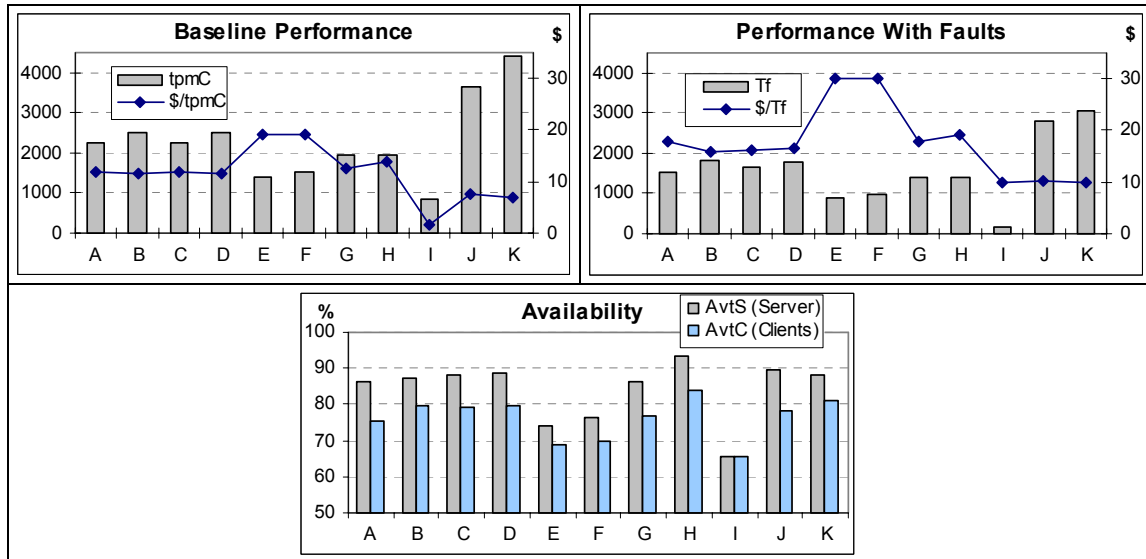 Baseline Performance
$
tpmC
$/tpmC
4000
3000
2000
1000
0
30
20
10
0
A B C D E F G H I J K
Performance With Faults
$
Tf
$/Tf
4000
3000
2000
1000
0
30
20
10
0
A B C D E F G H I J K
% Availability
AvtS (Server)
AvtC (Clients)
100
90
80
70
60
50
A B C D E F G H I J K